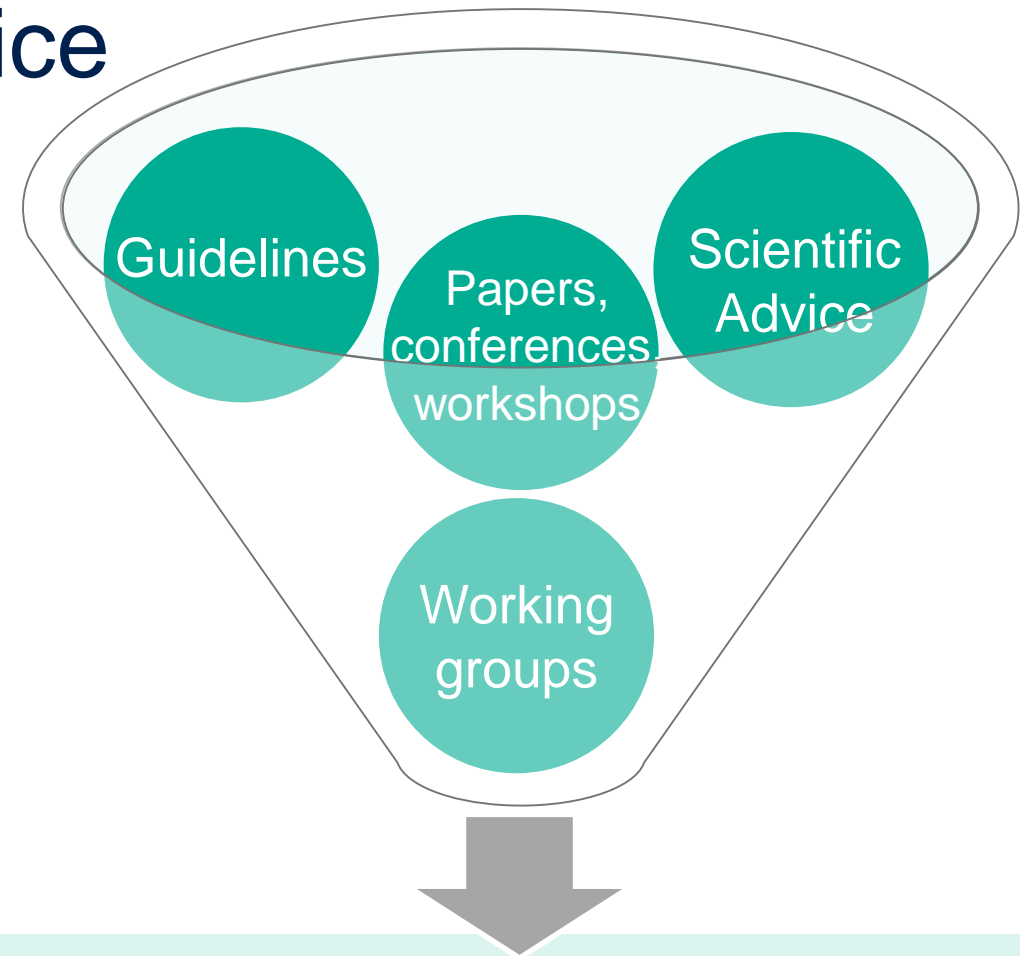 ice
Guidelines
Scientific
Advice
Papers,
conferences,
workshops
Working
groups